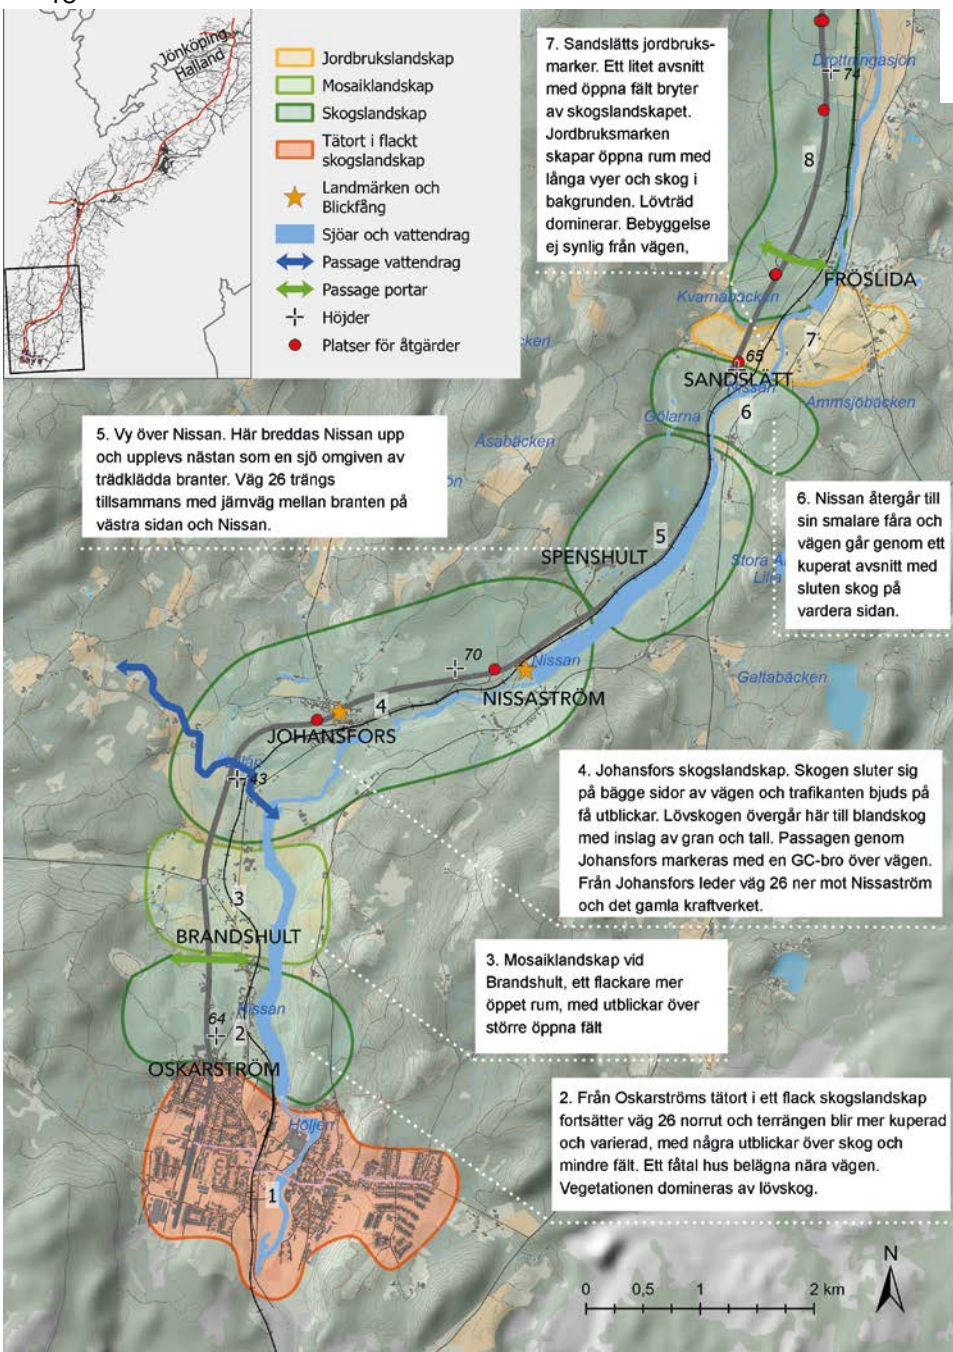 Jönköping
Halland
Jordbrukslandskap
Mosaiklandskap
Skogslandskap
Tätort i flackt
skogslandskap
Landmärken och
Blickfång
Sjöar och vattendrag
Passage vattendrag
Passage portar
Höjder
Platser för åtgärder
7. Sandslätts jordbruks-
marker. Ett litet avsnitt
med öppna fält bryter
av skogslandskapet.
Jordbruksmarken
skapar öppna rum med
långa vyer och skog i
bakgrunden. Lövträd
dominerar. Bebyggelse
ej synlig från vägen,
Drottningasjön
74
8
FRÖSLIDA
Kvarnabäcken
7
65
SANDSLÄTT
Nissan
Ammsjöbäcken
6
Gölarna
Åsabäcken
5. Vy över Nissan. Här breddas Nissan upp
och upplevs nästan som en sjö omgiven av
trädklädda branter. Väg 26 trängs
tillsammans med järnväg mellan branten på
västra sidan och Nissan.
6. Nissan återgår till
sin smalare fåra och
vägen går genom ett
kuperat avsnitt med
sluten skog på
vardera sidan.
5
SPENSHULT
Stora
70
Nissan
Galtabäcken
NISSASTRÖM
4
JOHANSFORS
43
4. Johansfors skogslandskap. Skogen sluter sig
på bägge sidor av vägen och trafikanten bjuds på
få utblickar. Lövskogen övergår här till blandskog
med inslag av gran och tall. Passagen genom
Johansfors markeras med en GC-bro över vägen.
Från Johansfors leder väg 26 ner mot Nissaström
och det gamla kraftverket.
3
BRANDSHULT
3. Mosaiklandskap vid
Brandshult, ett flackare mer
öppet rum, med utblickar över
större öppna fält
Nissan
64
2
OSKARSTRÖM
2. Från Oskarströms tätort i ett flack skogslandskap
fortsätter väg 26 norrut och terrängen blir mer kuperad
och varierad, med några utblickar över skog och
mindre fält. Ett fåtal hus belägna nära vägen.
Vegetationen domineras av lövskog.
Höljen
1
N
0 0,5 1 2 km